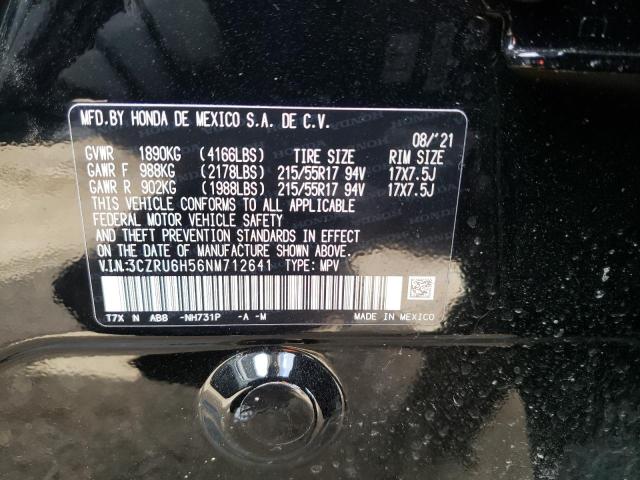 MFD.BY HONDA DE MEXICO S.A. DE C.V.
08/'21
GVWR 1890KG (4166LBS) TIRE SIZE RIM SIZE
GAWR F 988KG (2178LBS) 215/55R17 94V 17X7.5J
GAWR R 902KG (1988LBS) 215/55R17 94V 17X7.5J
THIS VEHICLE CONFORMS TO ALL APPLICABLE
FEDERAL MOTOR VEHICLE SAFETY
AND THEFT PREVENTION STANDARDS IN EFFECT
ON THE DATE OF MANUFACTURE SHOWN ABOVE.
V.I.N.:3CZRU6H56NM712641 TYPE: MPV
T7X N AB8 -NH731P -A -M MADE IN MEXICO